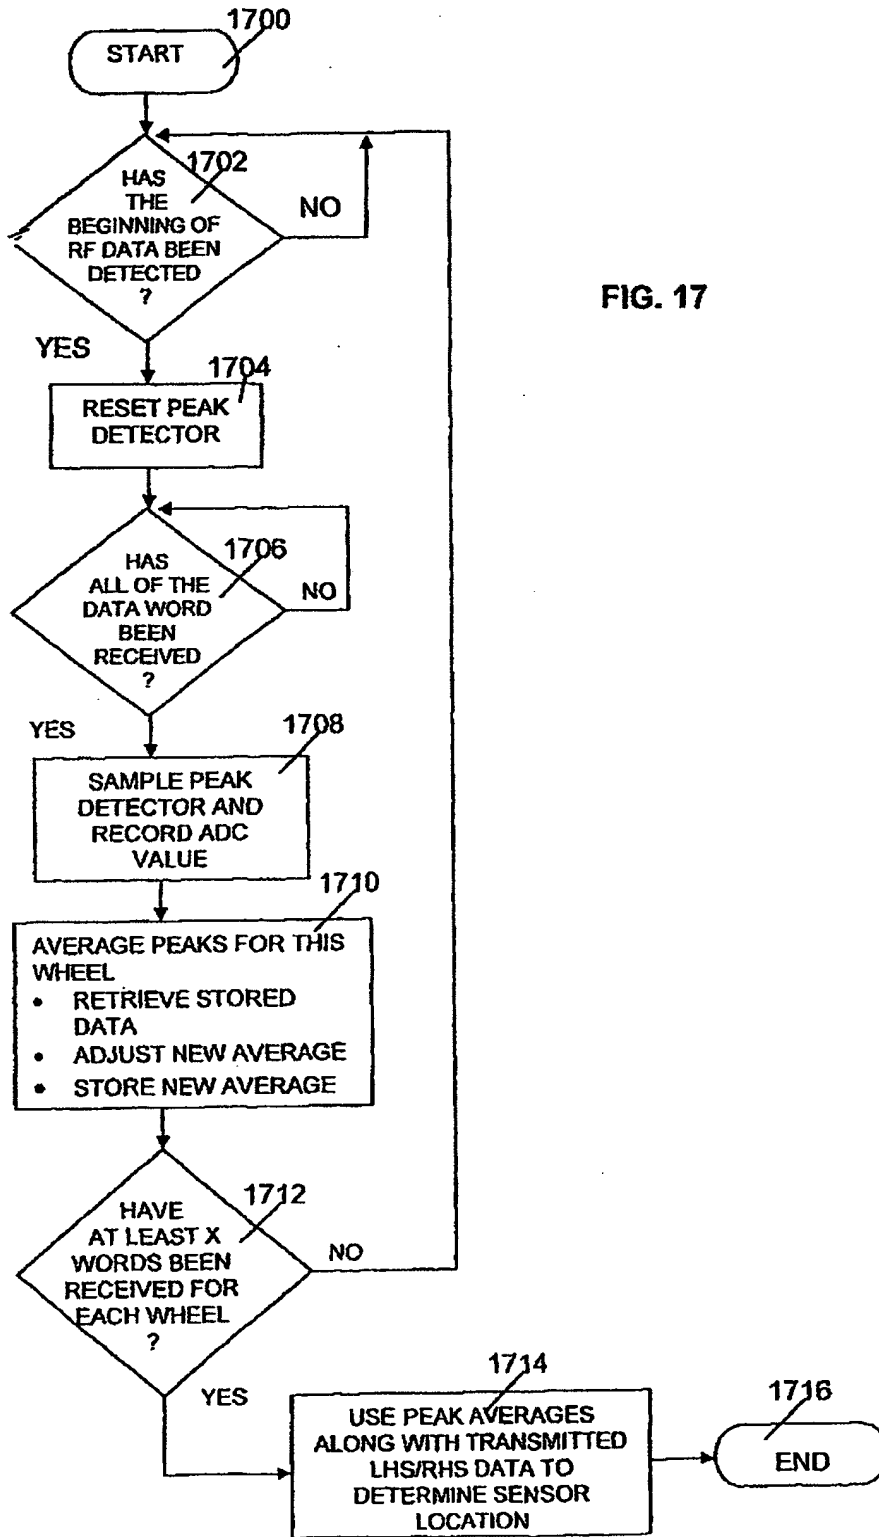 1700
START
1702
HAS
THE
BEGINNING OF
RF DATA BEEN
DETECTED
?
NO
FIG. 17
YES
1704
RESET PEAK
DETECTOR
1706
HAS
ALL OF THE
DATA WORD
BEEN
RECEIVED
?
NO
YES
1708
SAMPLE PEAK
DETECTOR AND
RECORD ADC
VALUE
1710
AVERAGE PEAKS FOR THIS
WHEEL
• RETRIEVE STORED
DATA
• ADJUST NEW AVERAGE
• STORE NEW AVERAGE
1712
HAVE
AT LEAST X
WORDS BEEN
RECEIVED FOR
EACH WHEEL
?
NO
YES
1714
USE PEAK AVERAGES
ALONG WITH TRANSMITTED
LHS/RHS DATA TO
DETERMINE SENSOR
LOCATION
1716
END